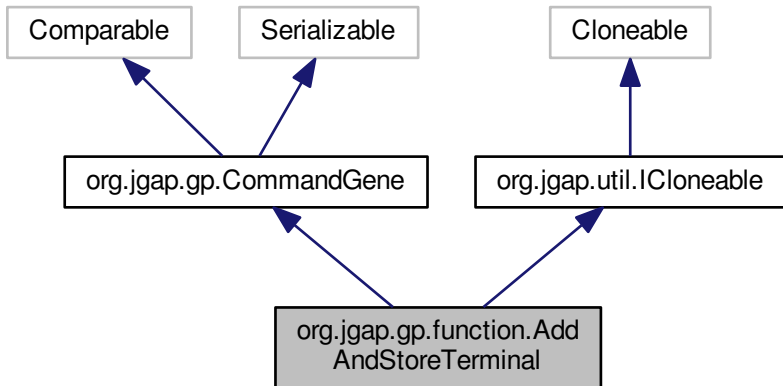 Comparable
Serializable
Cloneable
org.jgap.gp.CommandGene
org.jgap.util.ICloneable
org.jgap.gp.function.Add
AndStoreTerminal